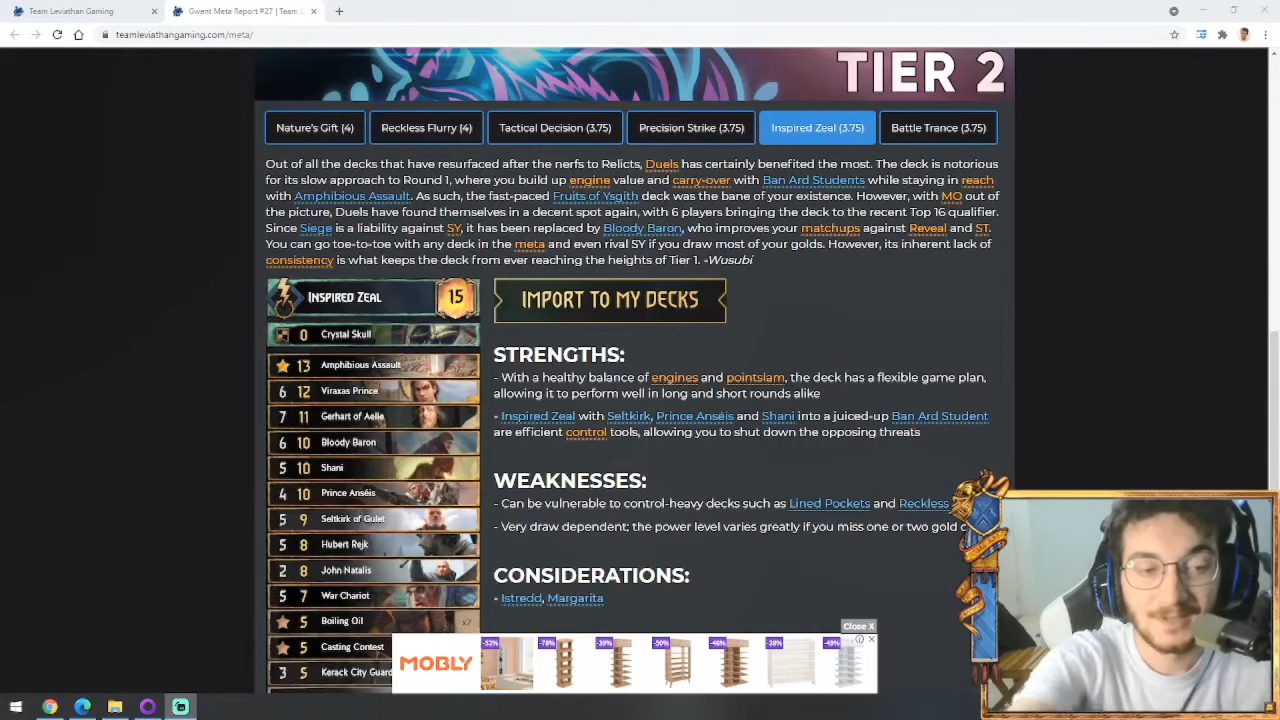 Team Leviathan Gaming
Gwent Meta Report #27 | Team L
teamleviathangaming.com/meta/
TIER 2
Nature's Gift (4)
Reckless Flurry (4)
Tactical Decision (3.75)
Precision Strike (3.75)
Inspired Zeal (3.75)
Battle Trance (3.75)
Out of all the decks that have resurfaced after the nerfs to Relicts, Duels has certainly benefited the most. The deck is notorious
for its slow approach to Round 1, where you build up engine value and carry-over with Ban Ard Students while staying in reach
with Amphibious Assault. As such, the fast-paced Fruits of Ysgith deck was the bane of your existence. However, with MO out of
the picture, Duels have found themselves in a decent spot again, with 6 players bringing the deck to the recent Top 16 qualifier.
Since Siege is a liability against SY, it has been replaced by Bloody Baron, who improves your matchups against Reveal and ST.
You can go toe-to-toe with any deck in the meta and even rival SY if you draw most of your golds. However, its inherent lack of
consistency is what keeps the deck from ever reaching the heights of Tier 1. -Wusubi
INSPIRED ZEAL 15
0 Crystal Skull
13 Amphibious Assault
6 12 Viraxas Prince
7 11 Gerhart of Aelle
6 10 Bloody Baron
5 10 Shani
4 10 Prince Anséis
5 9 Seltkirk of Gulet
5 8 Hubert Rejk
2 8 John Natalis
5 7 War Chariot
5 Boiling Oil x2
5 Casting Contest
3 5 Kerack City Guard
IMPORT TO MY DECKS
STRENGTHS:
- With a healthy balance of engines and pointslam, the deck has a flexible game plan,
allowing it to perform well in long and short rounds alike
- Inspired Zeal with Seltkirk, Prince Anséis and Shani into a juiced-up Ban Ard Student
are efficient control tools, allowing you to shut down the opposing threats
WEAKNESSES:
- Can be vulnerable to control-heavy decks such as Lined Pockets and Reckless
- Very draw dependent; the power level varies greatly if you miss one or two gold c
CONSIDERATIONS:
- Istredd, Margarita
Close X
MOBLY
-52%
-78%
-39%
-50%
-46%
-38%
-49%